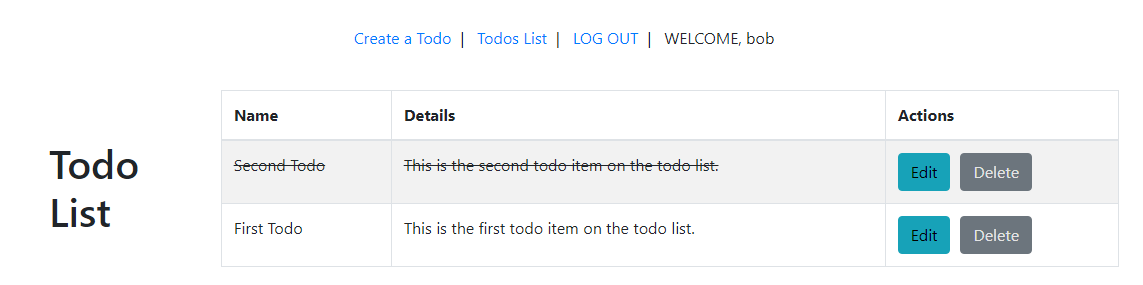 Create a Todo | Todos List | LOG OUT | WELCOME, bob
Todo
List
Name Details Actions
Second Todo This is the second todo item on the todo list. Edit Delete
First Todo This is the first todo item on the todo list. Edit Delete